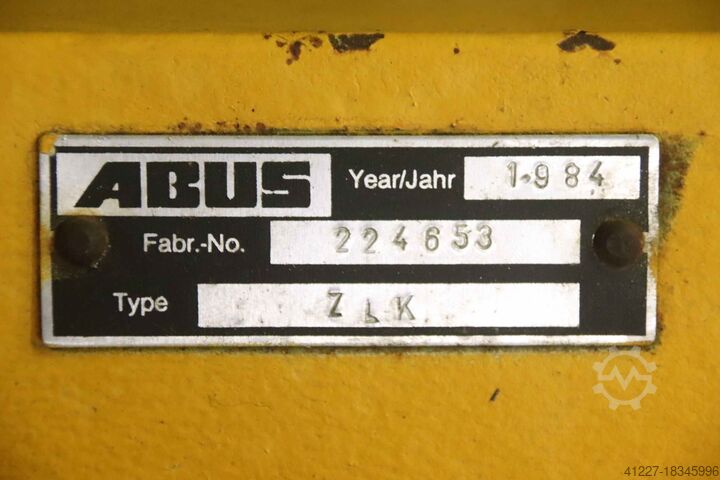 ABUS Year/Jahr 1984
Fabr.-No. 224653
Type ZLK
41227-18345996